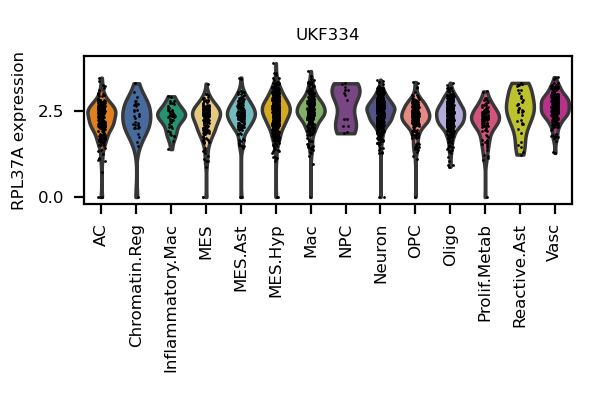 UKF334
RPL37A expression
2.5
0.0
AC
Chromatin.Reg
Inflammatory.Mac
MES
MES.Ast
MES.Hyp
Mac
NPC
Neuron
OPC
Oligo
Prolif.Metab
Reactive.Ast
Vasc